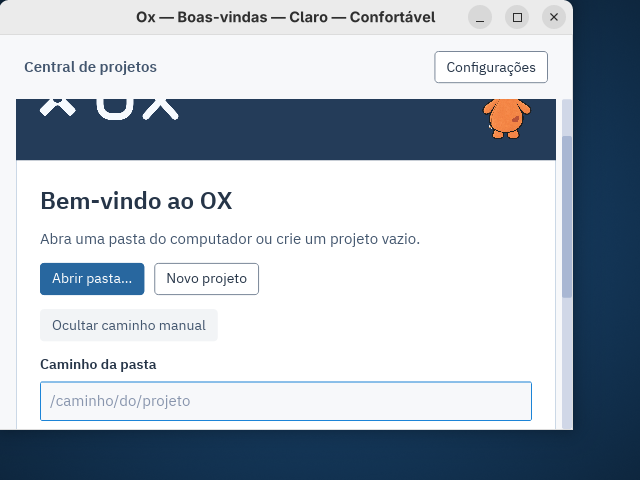 Ox — Boas-vindas — Claro — Confortável
Central de projetos
Configurações
OX
Bem-vindo ao OX
Abra uma pasta do computador ou crie um projeto vazio.
Abrir pasta...
Novo projeto
Ocultar caminho manual
Caminho da pasta
/caminho/do/projeto